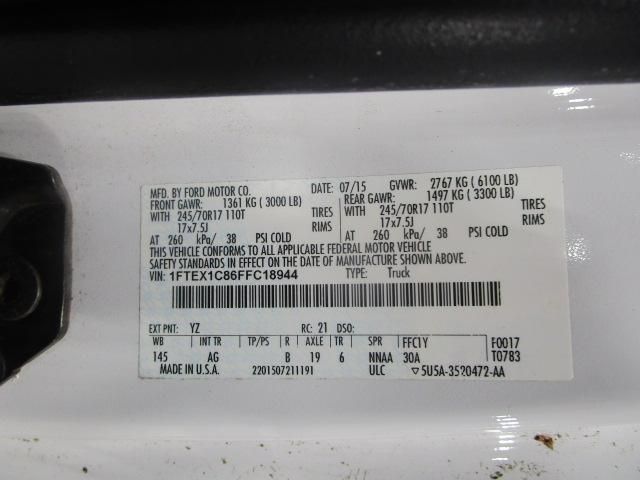 MFD. BY FORD MOTOR CO. DATE: 07/15 GVWR: 2767 KG ( 6100 LB)
FRONT GAWR: 1361 KG ( 3000 LB) REAR GAWR: 1497 KG ( 3300 LB)
WITH 245/70R17 110T TIRES WITH 245/70R17 110T TIRES
17x7.5J RIMS 17x7.5J RIMS
AT 260 kPa/ 38 PSI COLD AT 260 kPa/ 38 PSI COLD
THIS VEHICLE CONFORMS TO ALL APPLICABLE FEDERAL MOTOR VEHICLE
SAFETY STANDARDS IN EFFECT ON THE DATE OF MANUFACTURE SHOWN ABOVE.
VIN: 1FTEX1C86FFC18944 TYPE: Truck
EXT PNT: YZ RC: 21 DSO:
WB INT TR TP/PS R AXLE TR SPR FFC1Y F0017
145 AG B 19 6 NNAA 30A T0783
MADE IN U.S.A. 2201507211191 ULC ▽5U5A-3520472-AA